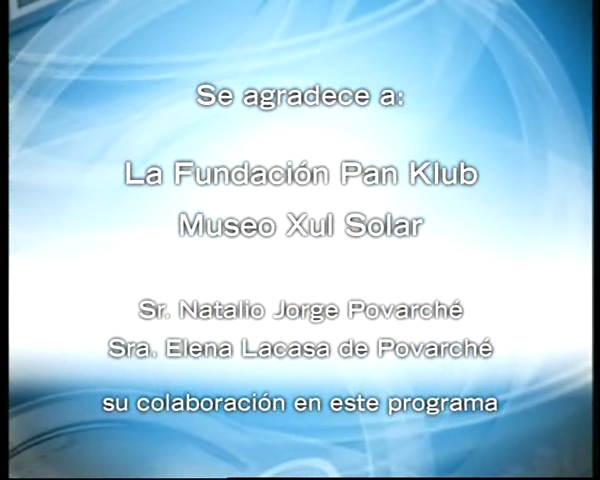 Se agradece a:
La Fundación Pan Klub
Museo Xul Solar
Sr. Natalio Jorge Povarché
Sra. Elena Lacasa de Povarché
su colaboración en este programa